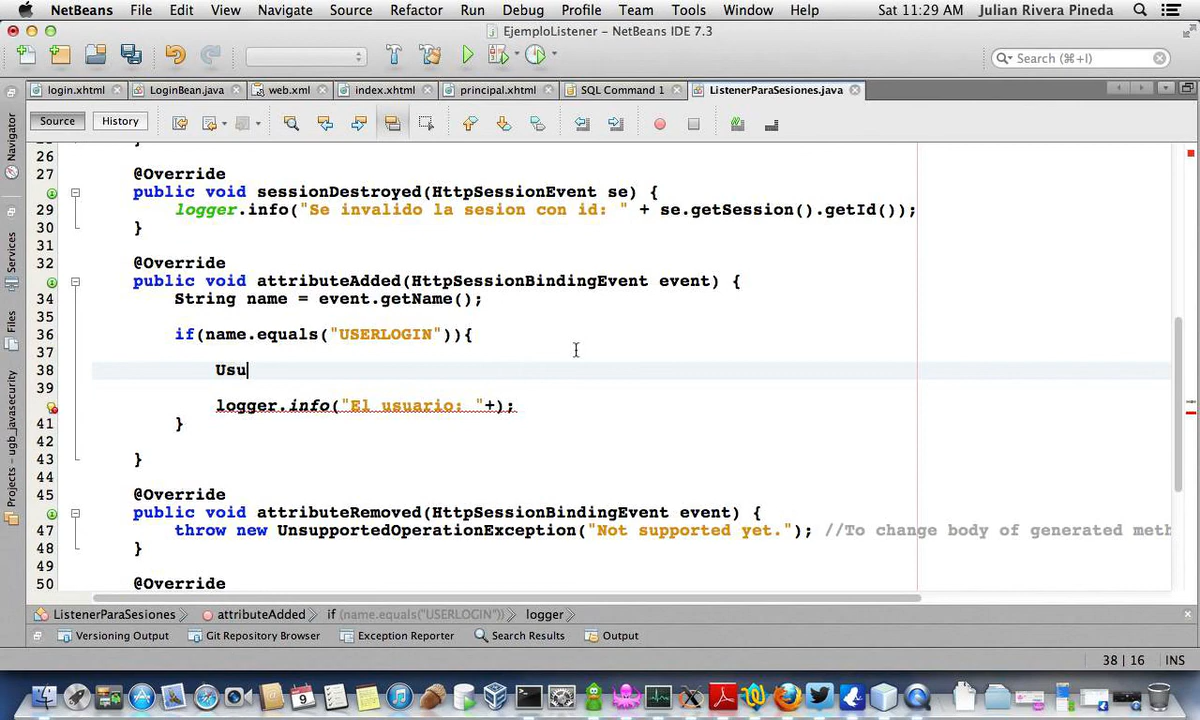 NetBeans File Edit View Navigate Source Refactor Run Debug Profile Team Tools Window Help Sat 11:29 AM Julian Rivera Pineda
EjemploListener – NetBeans IDE 7.3
Search (⌘+I)
login.xhtml LoginBean.java web.xml index.xhtml principal.xhtml SQL Command 1 ListenerParaSesiones.java
Source History
Navigator
Services
Files
Projects - ugb_javasecurity
26
27 @Override
public void sessionDestroyed(HttpSessionEvent se) {
29 logger.info("Se invalido la sesion con id: " + se.getSession().getId());
30 }
31
32 @Override
public void attributeAdded(HttpSessionBindingEvent event) {
34 String name = event.getName();
35
36 if(name.equals("USERLOGIN")){
37
38 Usu
39
logger.info("El usuario: "+);
41 }
42
43 }
44
45 @Override
public void attributeRemoved(HttpSessionBindingEvent event) {
47 throw new UnsupportedOperationException("Not supported yet."); //To change body of generated meth
48 }
49
50 @Override
ListenerParaSesiones attributeAdded if (name.equals("USERLOGIN")) logger
Versioning Output Git Repository Browser Exception Reporter Search Results Output
38 | 16 INS
9